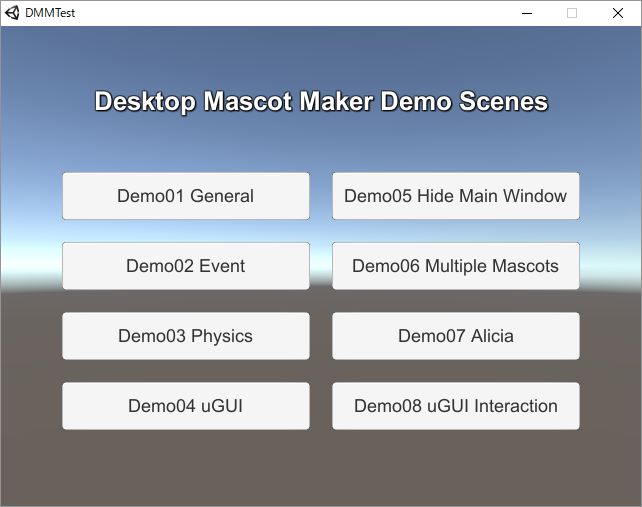 DMMTest
Desktop Mascot Maker Demo Scenes
Demo01 General
Demo05 Hide Main Window
Demo02 Event
Demo06 Multiple Mascots
Demo03 Physics
Demo07 Alicia
Demo04 uGUI
Demo08 uGUI Interaction